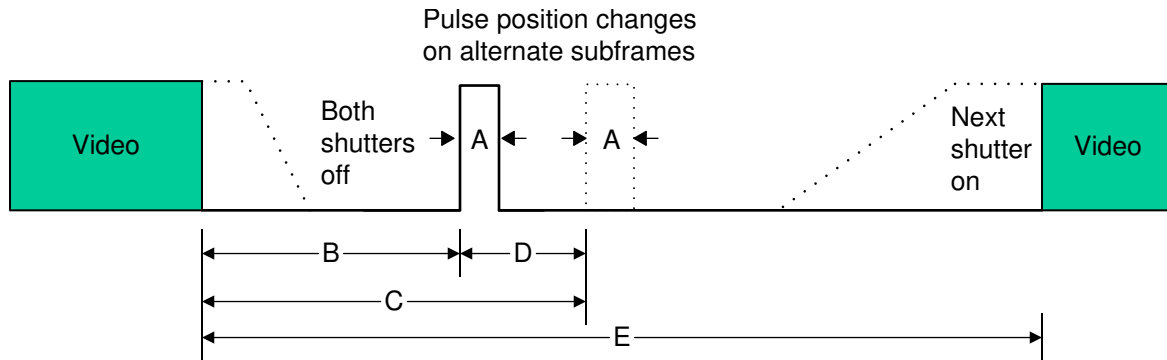 Pulse position changes
on alternate subframes
Video
Both
shutters
off
A
A
Next
shutter
on
Video
B
D
C
E